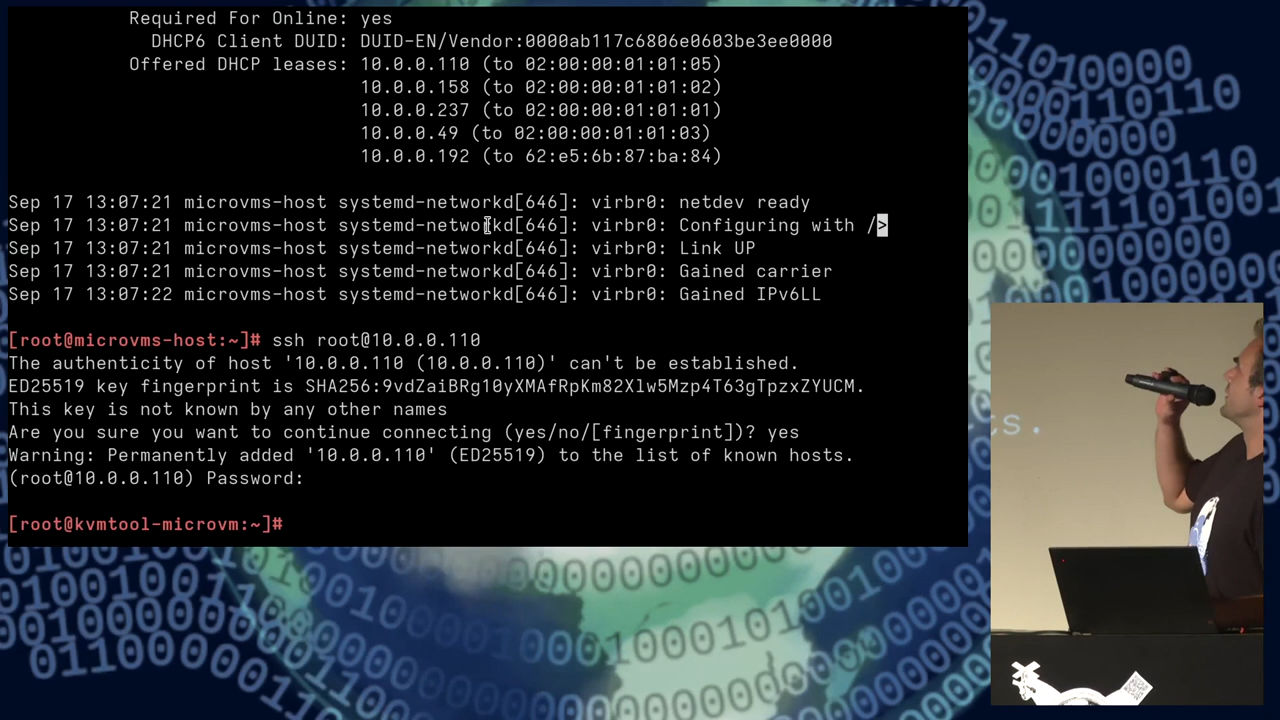 Required For Online: yes
DHCP6 Client DUID: DUID-EN/Vendor:0000ab117c6806e0603be3ee0000
Offered DHCP leases: 10.0.0.110 (to 02:00:00:01:01:05)
10.0.0.158 (to 02:00:00:01:01:02)
10.0.0.237 (to 02:00:00:01:01:01)
10.0.0.49 (to 02:00:00:01:01:03)
10.0.0.192 (to 62:e5:6b:87:ba:84)
Sep 17 13:07:21 microvms-host systemd-networkd[646]: virbr0: netdev ready
Sep 17 13:07:21 microvms-host systemd-networkd[646]: virbr0: Configuring with />
Sep 17 13:07:21 microvms-host systemd-networkd[646]: virbr0: Link UP
Sep 17 13:07:21 microvms-host systemd-networkd[646]: virbr0: Gained carrier
Sep 17 13:07:22 microvms-host systemd-networkd[646]: virbr0: Gained IPv6LL
[root@microvms-host:~]# ssh root@10.0.0.110
The authenticity of host '10.0.0.110 (10.0.0.110)' can't be established.
ED25519 key fingerprint is SHA256:9vdZaiBRg10yXMAfRpKm82Xlw5Mzp4T63gTpzxZYUCM.
This key is not known by any other names
Are you sure you want to continue connecting (yes/no/[fingerprint])? yes
Warning: Permanently added '10.0.0.110' (ED25519) to the list of known hosts.
(root@10.0.0.110) Password:
[root@kvmtool-microvm:~]#